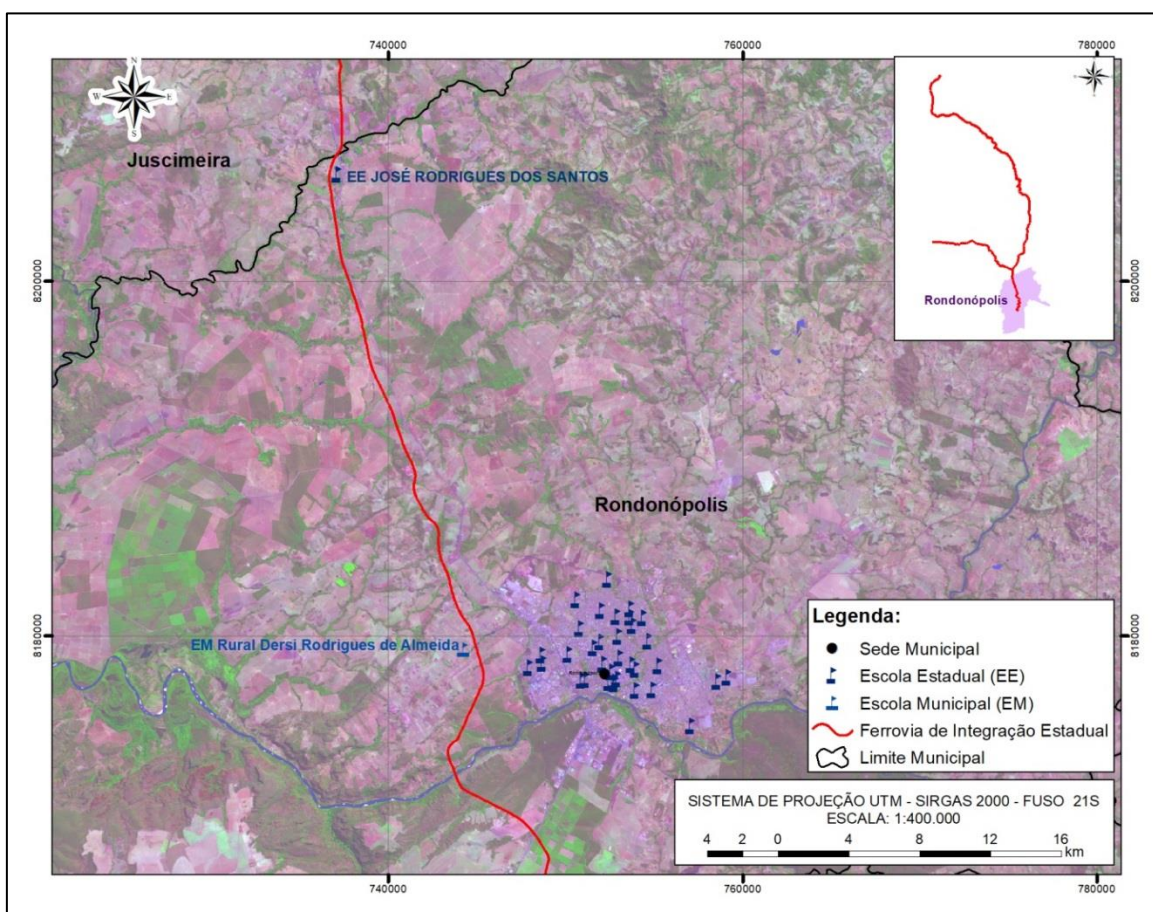 740000
760000
780000
N
W
E
S
Juscimeira
EE JOSÉ RODRIGUES DOS SANTOS
Rondonópolis
8200000
8200000
Rondonópolis
EM Rural Dersi Rodrigues de Almeida
8180000
8180000
Legenda:
Sede Municipal
Escola Estadual (EE)
Escola Municipal (EM)
Ferrovia de Integração Estadual
Limite Municipal
SISTEMA DE PROJEÇÃO UTM - SIRGAS 2000 - FUSO 21S
ESCALA: 1:400.000
4 2 0 4 8 12 16
km
740000
760000
780000